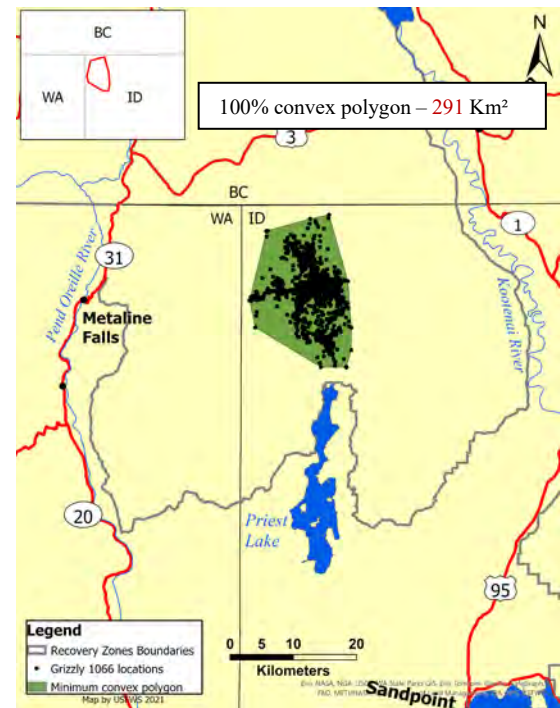 BC
WA
ID
N
100% convex polygon – 291 Km²
3
BC
WA ID
1
31
Pend Oreille River
Metaline
Falls
Kootenai River
20
Priest
Lake
95
Legend
Recovery Zones Boundaries
Grizzly 1066 locations
Minimum convex polygon
Map by USFWS 2021
0 5 10 20
Kilometers
Sandpoint